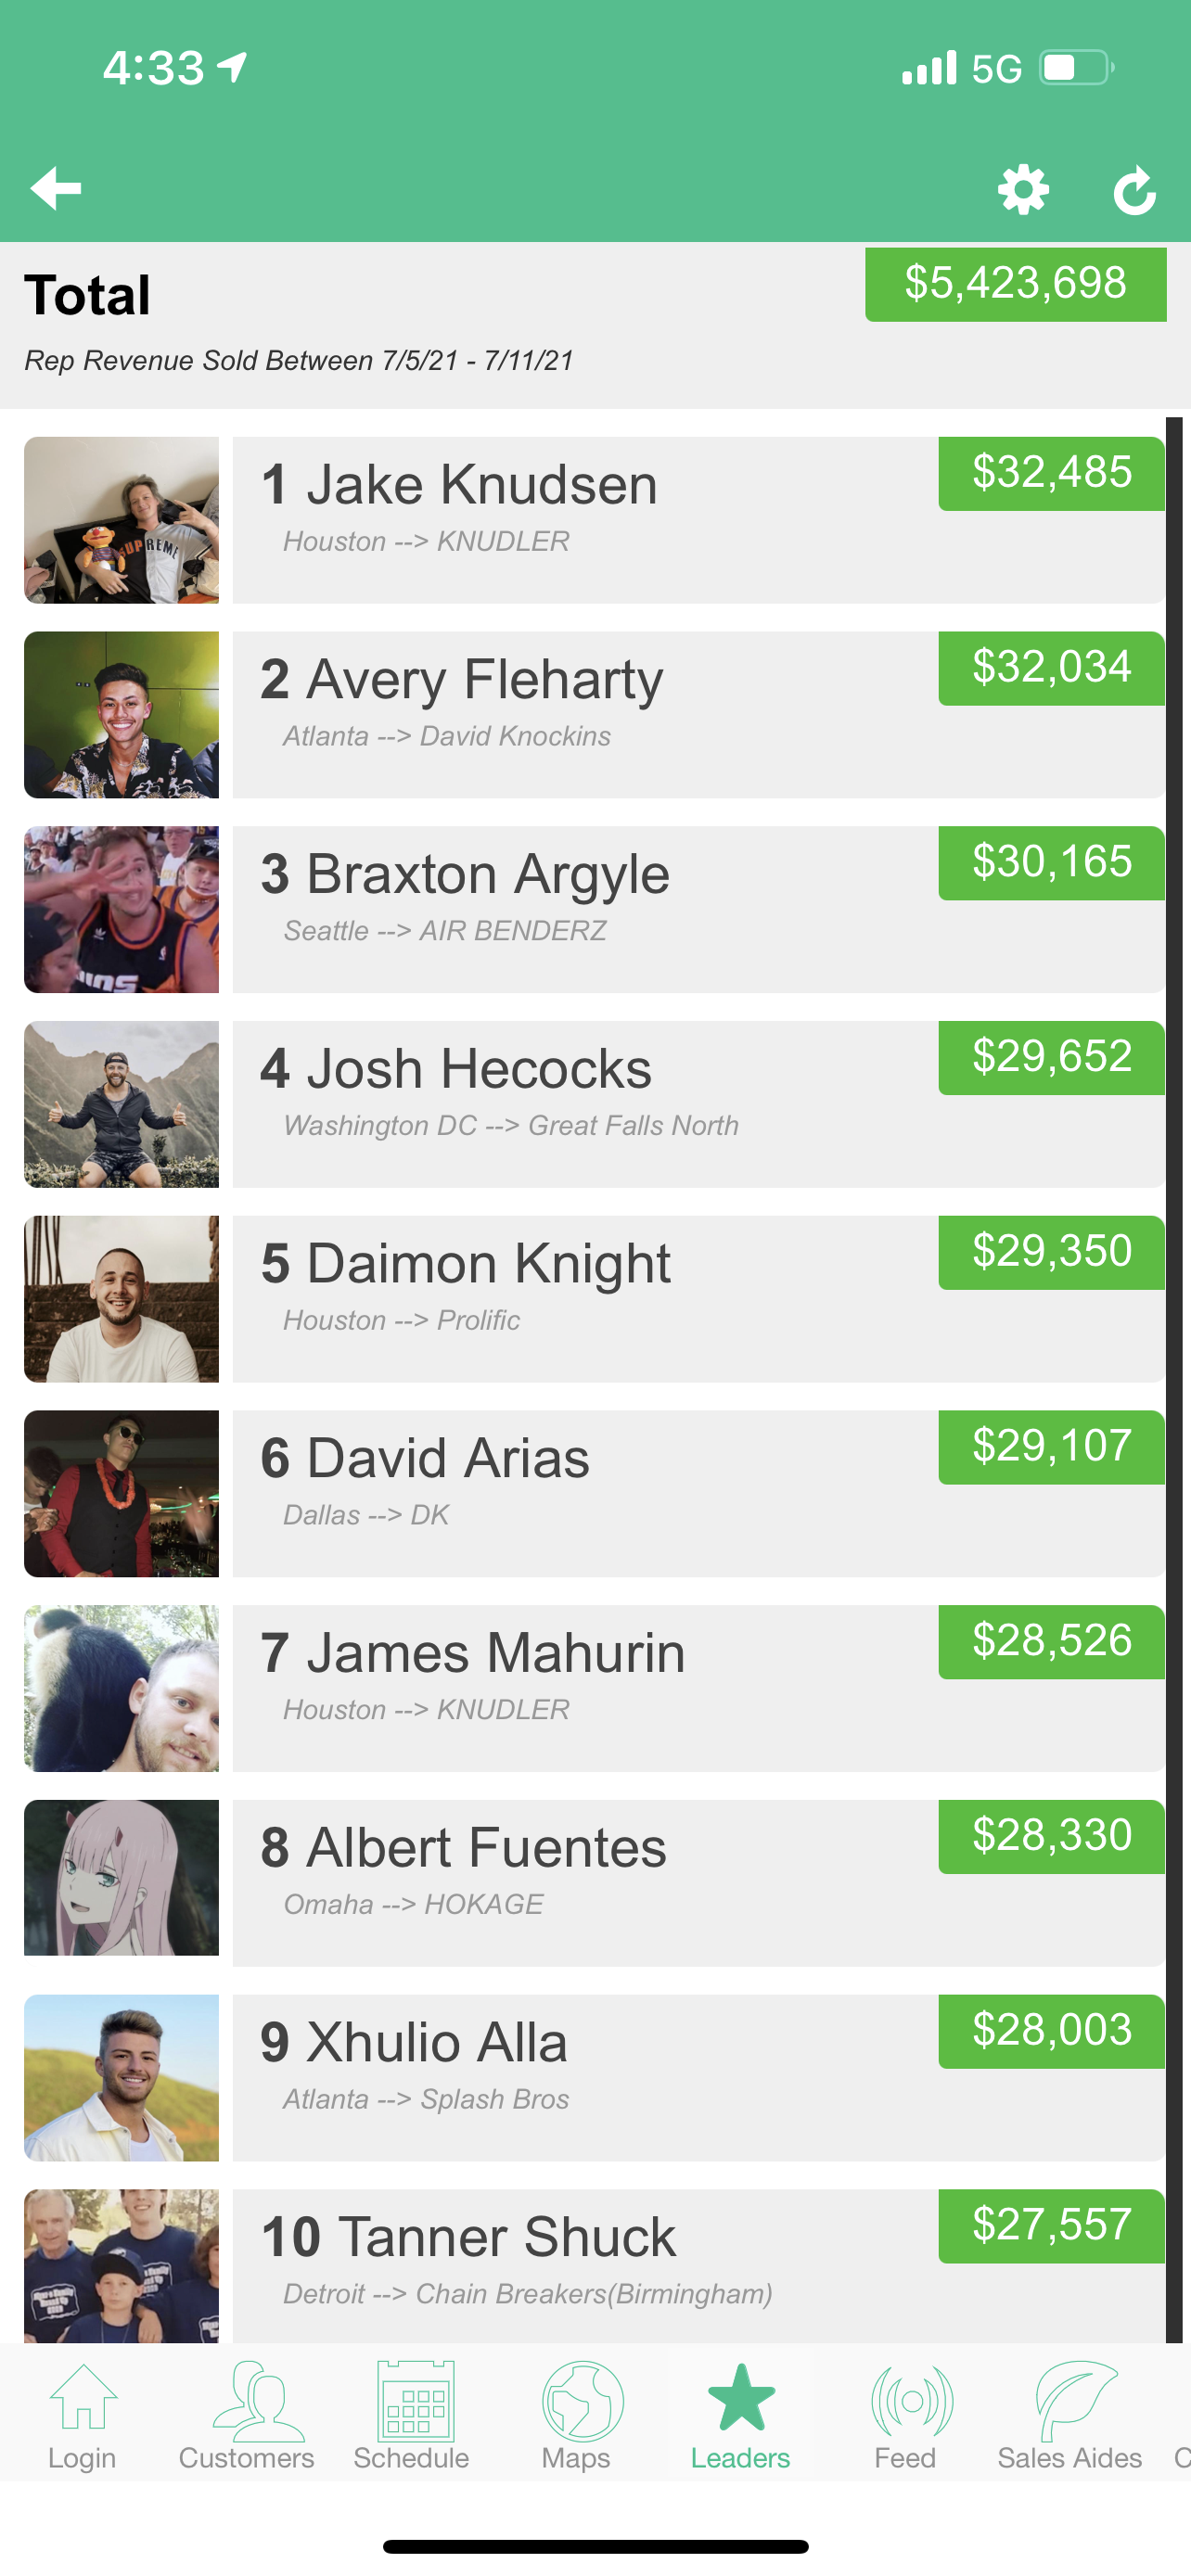 4:33
5G
Total
$5,423,698
Rep Revenue Sold Between 7/5/21 - 7/11/21
1 Jake Knudsen
$32,485
Houston --> KNUDLER
UPREME
2 Avery Fleharty
$32,034
Atlanta --> David Knockins
3 Braxton Argyle
$30,165
Seattle --> AIR BENDERZ
4 Josh Hecocks
$29,652
Washington DC --> Great Falls North
5 Daimon Knight
$29,350
Houston --> Prolific
6 David Arias
$29,107
Dallas --> DK
7 James Mahurin
$28,526
Houston --> KNUDLER
8 Albert Fuentes
$28,330
Omaha --> HOKAGE
9 Xhulio Alla
$28,003
Atlanta --> Splash Bros
10 Tanner Shuck
$27,557
Detroit --> Chain Breakers(Birmingham)
Login Customers Schedule Maps Leaders Feed Sales Aides C